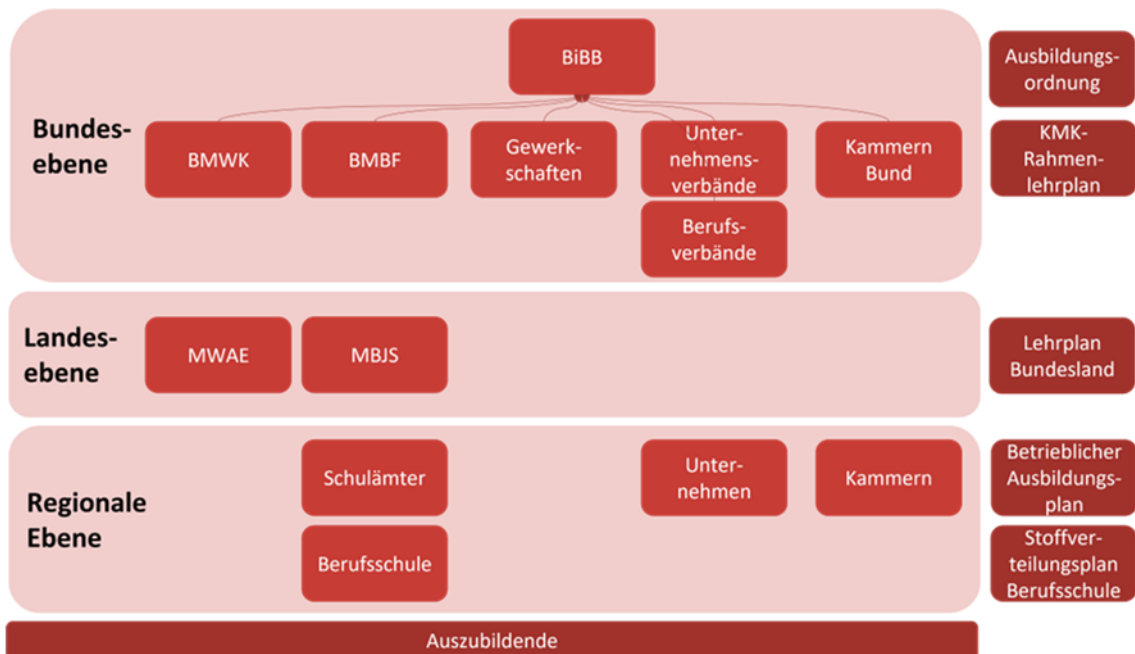 BiBB
Ausbildungs-
ordnung
Bundes-
ebene
BMWK
BMBF
Gewerk-
schaften
Unter-
nehmens-
verbände
Kammern
Bund
KMK-
Rahmen-
lehrplan
Berufs-
verbände
Landes-
ebene
MWAE
MBJS
Lehrplan
Bundesland
Regionale
Ebene
Schulämter
Unter-
nehmen
Kammern
Betrieblicher
Ausbildungs-
plan
Berufsschule
Stoffver-
teilungsplan
Berufsschule
Auszubildende